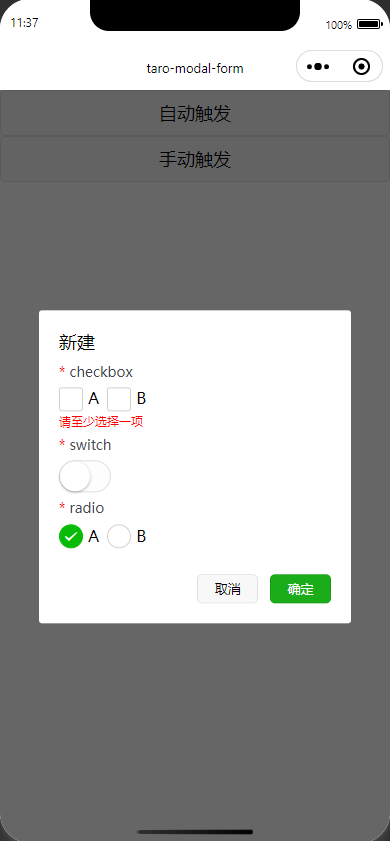 11:37
100%
taro-modal-form
自动触发
手动触发
新建
* checkbox
A B
请至少选择一项
* switch
* radio
A B
取消 确定